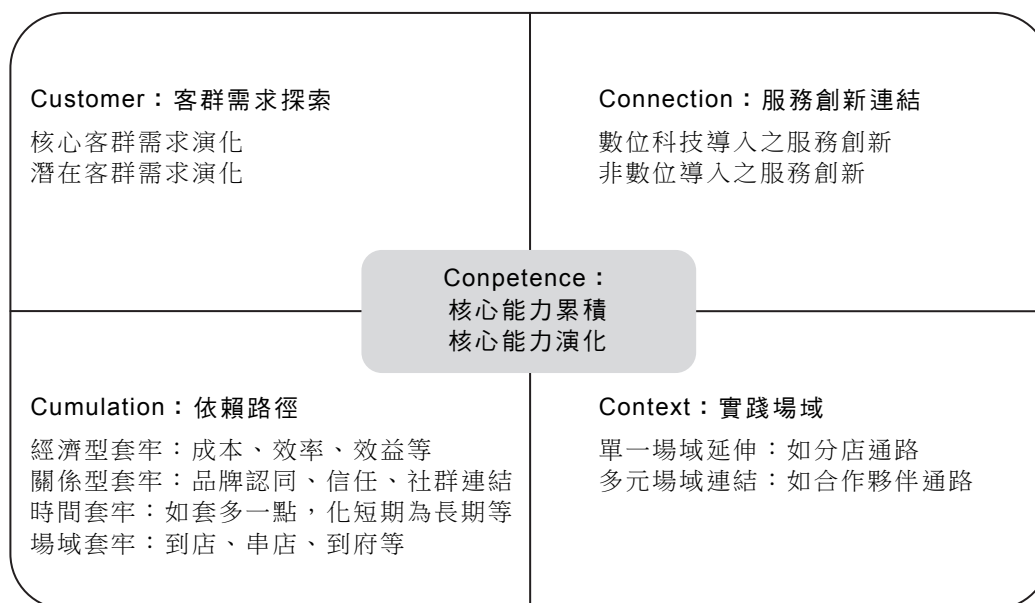 Customer：客群需求探索
核心客群需求演化
潛在客群需求演化
Connection：服務創新連結
數位科技導入之服務創新
非數位導入之服務創新
Conpetence：
核心能力累積
核心能力演化
Cumulation：依賴路徑
經濟型套牢：成本、效率、效益等
關係型套牢：品牌認同、信任、社群連結
時間套牢：如套多一點，化短期為長期等
場域套牢：到店、串店、到府等
Context：實踐場域
單一場域延伸：如分店通路
多元場域連結：如合作夥伴通路